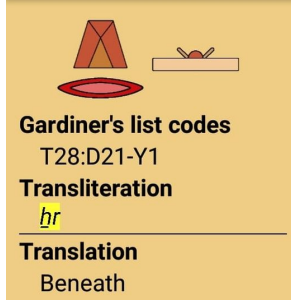 Gardiner's list codes
T28:D21-Y1
Transliteration
ẖr
Translation
Beneath